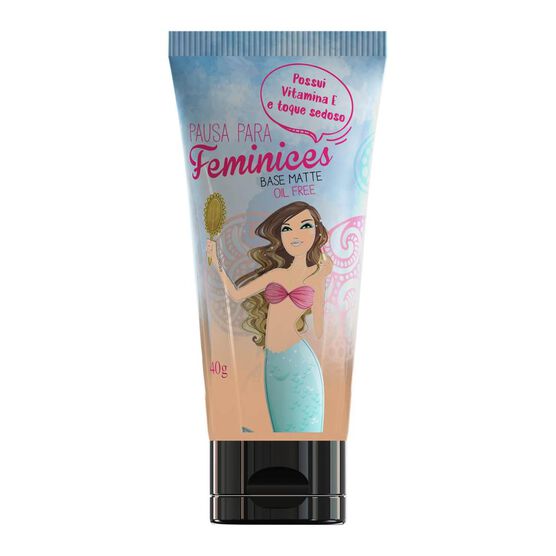 Possui
Vitamina E
e toque sedoso
PAUSA PARA
Feminices
BASE MATTE
OIL FREE
40g